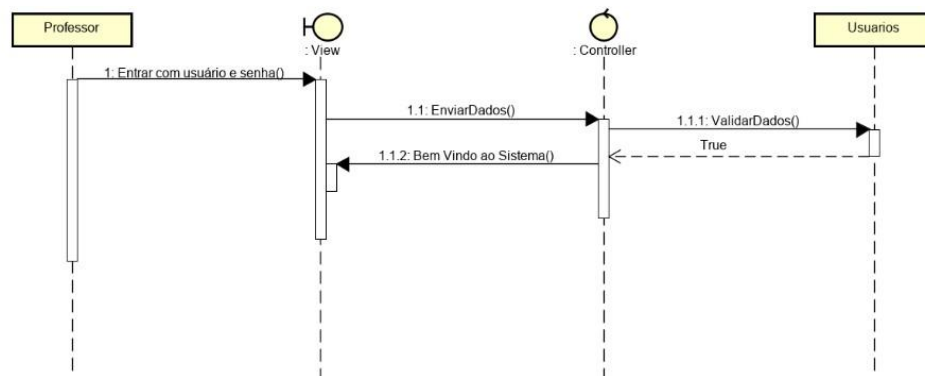 Professor
: View
: Controller
Usuarios
1: Entrar com usuário e senha()
1.1: EnviarDados()
1.1.1: ValidarDados()
True
1.1.2: Bem Vindo ao Sistema()